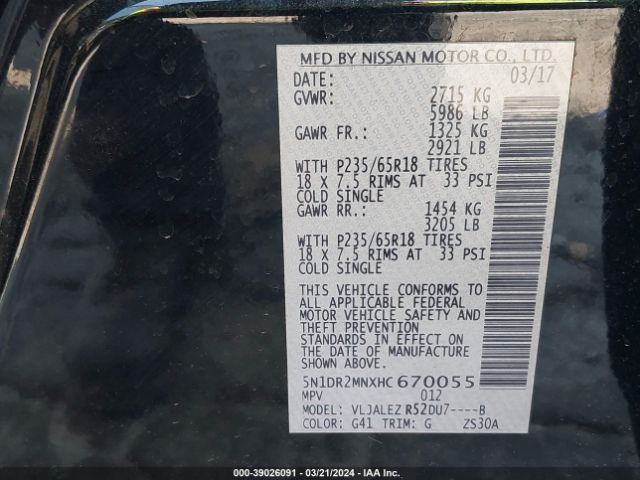 MFD BY NISSAN MOTOR CO., LTD.
DATE: 03/17
GVWR: 2715 KG
5986 LB
GAWR FR.: 1325 KG
2921 LB
WITH P235/65R18 TIRES
18 X 7.5 RIMS AT 33 PSI
COLD SINGLE
GAWR RR.: 1454 KG
3205 LB
WITH P235/65R18 TIRES
18 X 7.5 RIMS AT 33 PSI
COLD SINGLE
THIS VEHICLE CONFORMS TO
ALL APPLICABLE FEDERAL
MOTOR VEHICLE SAFETY AND
THEFT PREVENTION
STANDARDS IN EFFECT ON
THE DATE OF MANUFACTURE
SHOWN ABOVE.
5N1DR2MNXHC670055
MPV 012
MODEL: VLJALEZ R52DU7----B
COLOR: G41 TRIM: G ZS30A
000-39026091 - 03/21/2024 - IAA Inc.